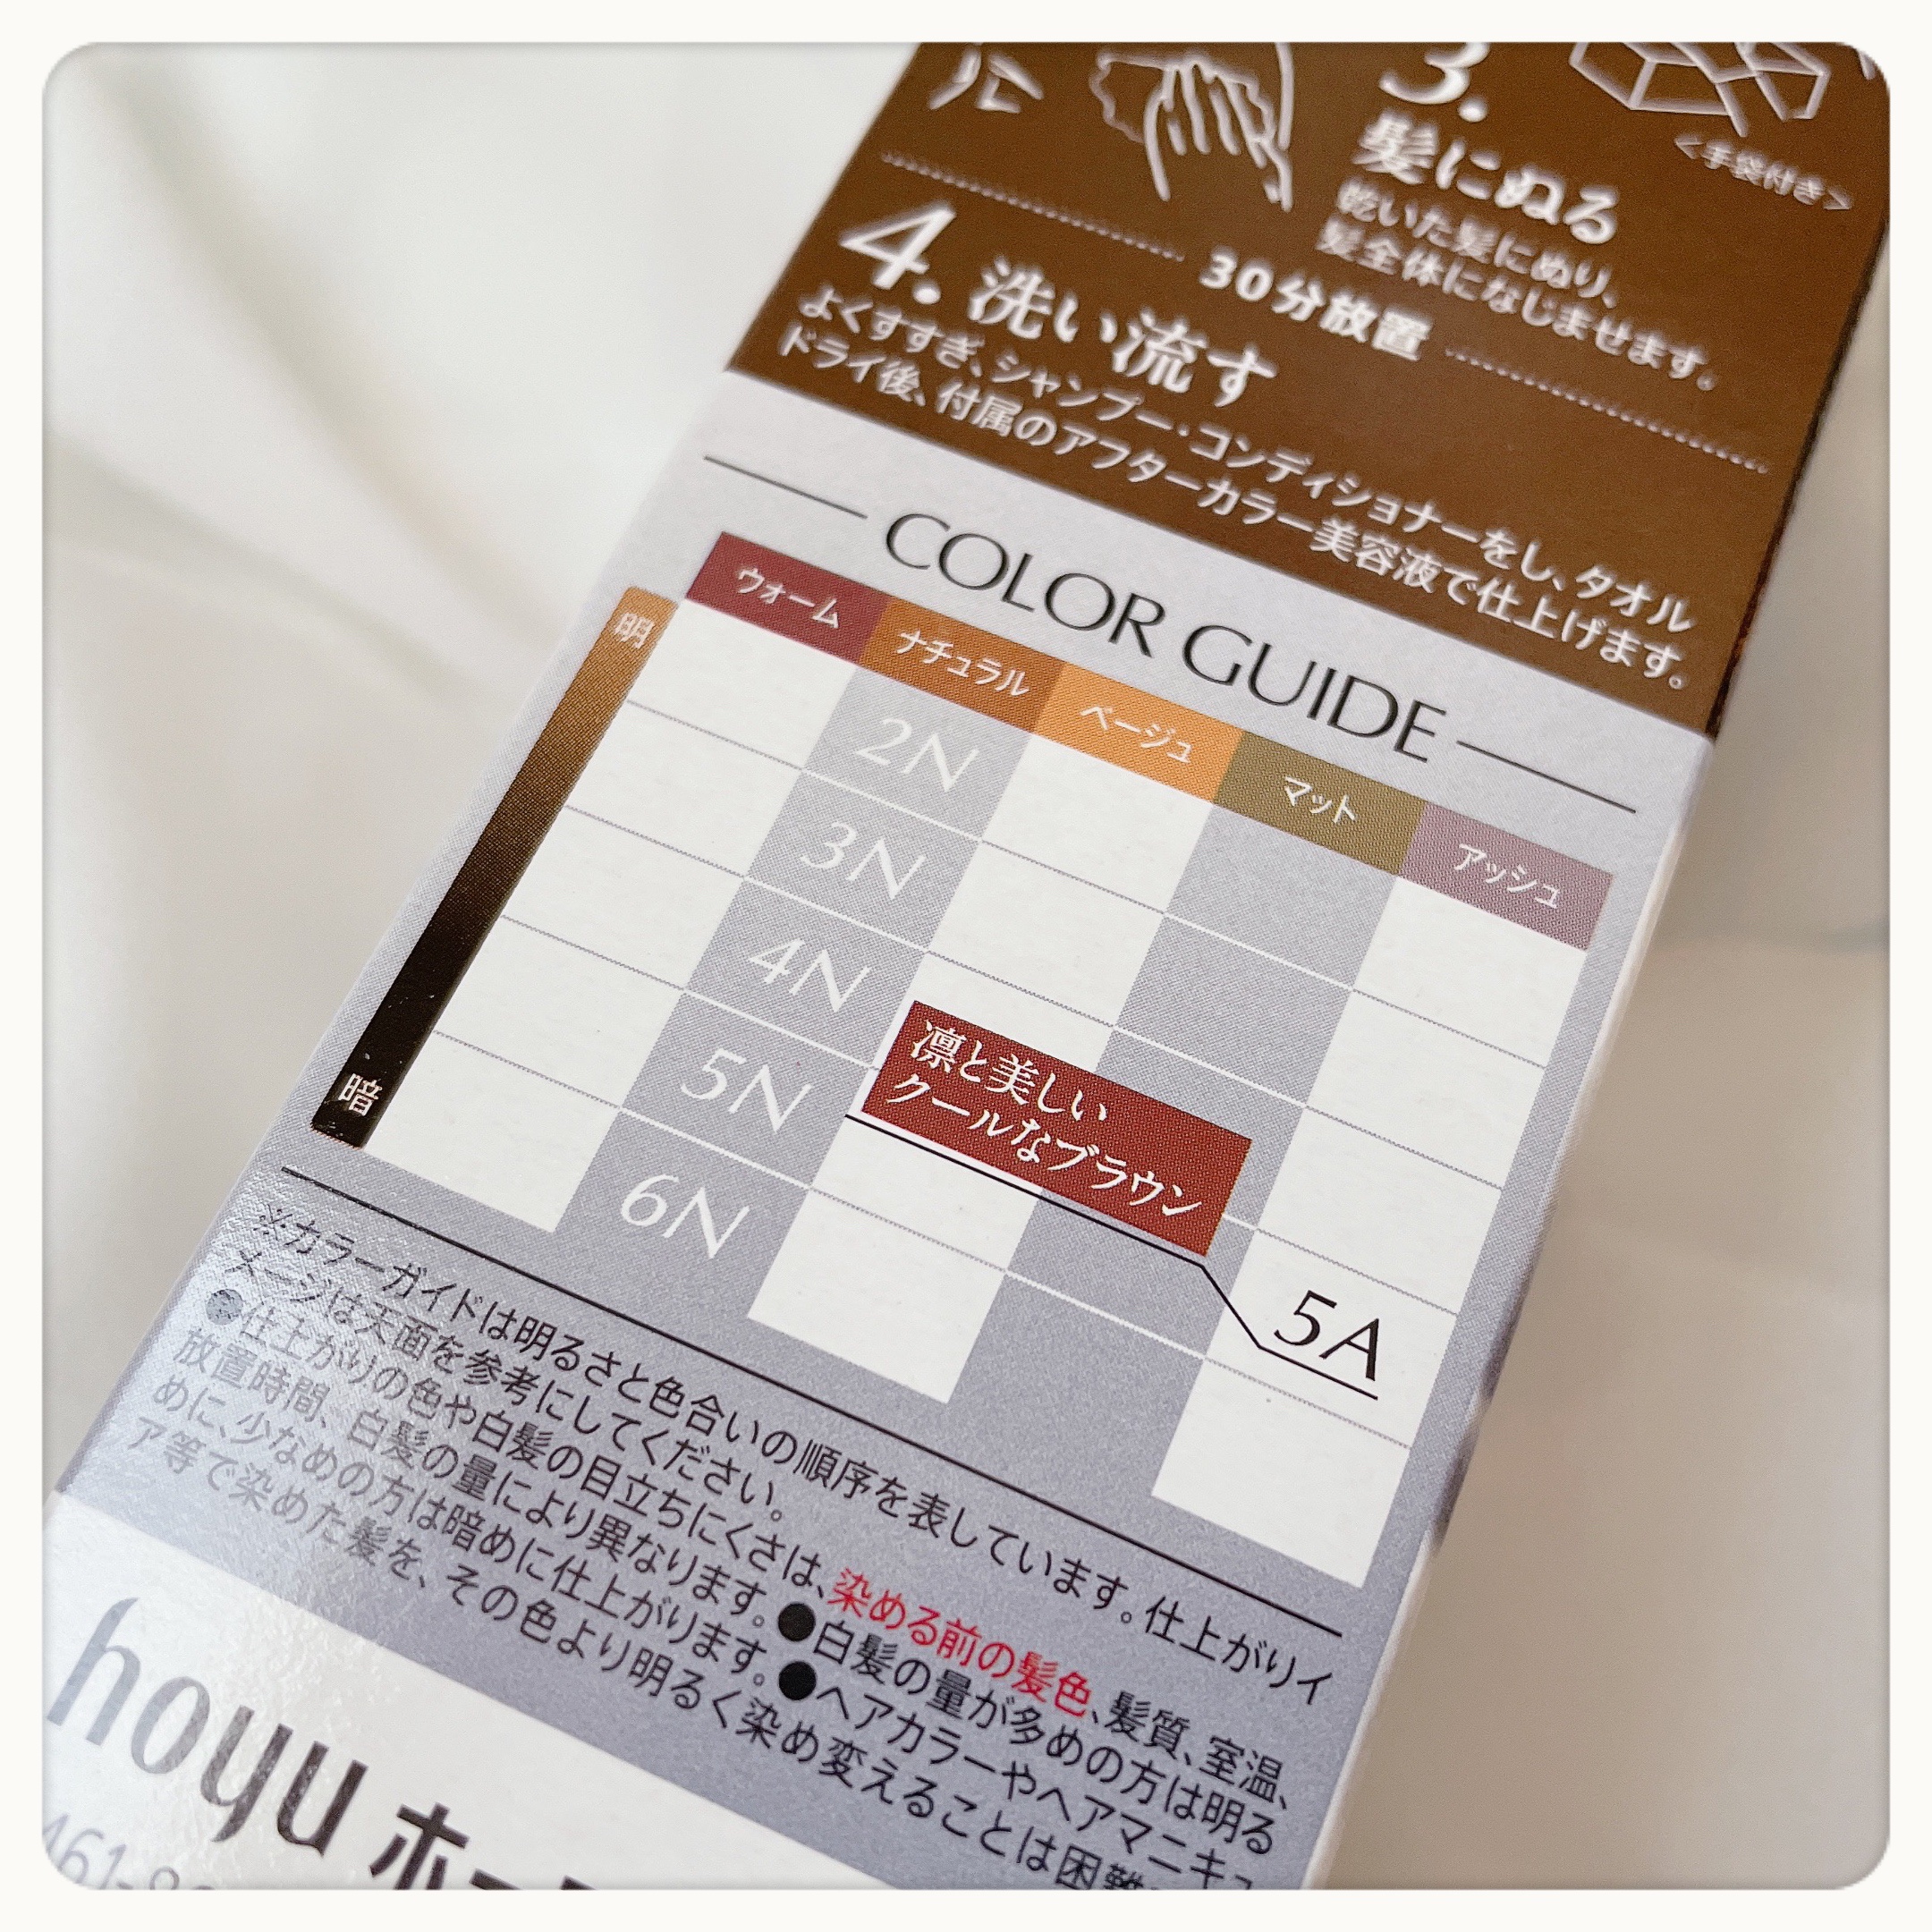 3.
髪にぬる
乾いた髪にぬり、
髪全体になじませます。
<手袋付き>
30分放置
4. 洗い流す
よくすすぎ、シャンプー・コンディショナーをし、タオル
ドライ後、付属のアフターカラー美容液で仕上げます。
COLOR GUIDE
ウォーム ナチュラル ベージュ マット アッシュ
明
2N
3N
4N
凛と美しい
クールなブラウン
5N
5A
6N
暗
※カラーガイドは明るさと色合いの順序を表しています。仕上がりイ
メージは天面を参考にしてください。
●仕上がりの色や白髪の目立ちにくさは、染める前の髪色、髪質、室温、
放置時間、白髪の量により異なります。●白髪の量が多めの方は明る
めに、少なめの方は暗めに仕上がります。●ヘアカラーやヘアマニキュ
ア等で染めた髪を、その色より明るく染め変えることは困難
hoyu ホー